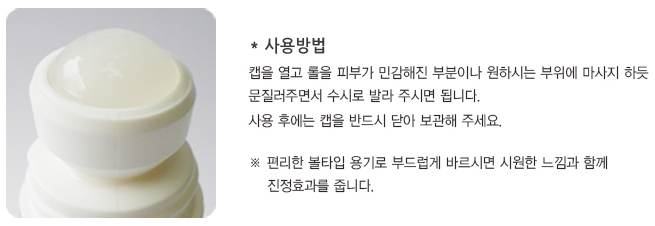 * 사용방법
캡을 열고 롤을 피부가 민감해진 부분이나 원하시는 부위에 마사지 하듯
문질러주면서 수시로 발라 주시면 됩니다.
사용 후에는 캡을 반드시 닫아 보관해 주세요.
※ 편리한 볼타입 용기로 부드럽게 바르시면 시원한 느낌과 함께
진정효과를 줍니다.